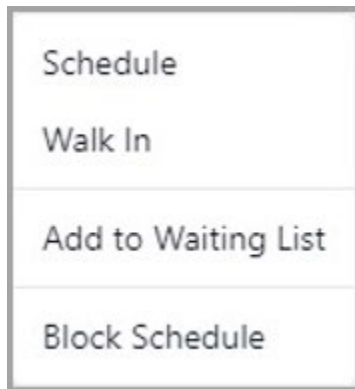 Schedule
Walk In
Add to Waiting List
Block Schedule